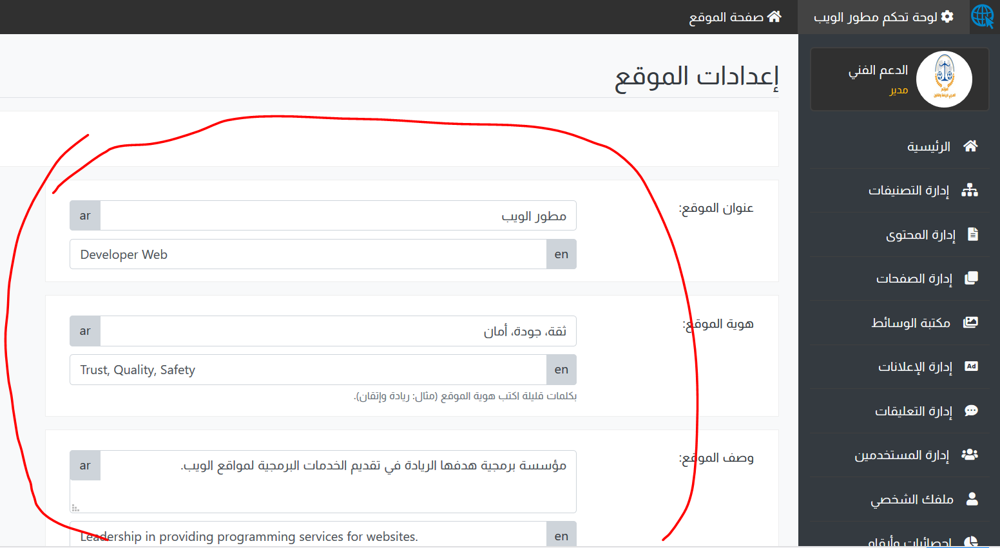 لوحة تحكم مطور الويب
صفحة الموقع
الدعم الفني
مدير
الرئيسية
إدارة التصنيفات
إدارة المحتوى
إدارة الصفحات
مكتبة الوسائط
Ad
إدارة الإعلانات
إدارة التعليقات
إدارة المستخدمين
ملفك الشخصي
إحصائيات وأرقام
إعدادات الموقع
عنوان الموقع:
مطور الويب
ar
en
Developer Web
هوية الموقع:
ثقة، جودة، أمان
ar
en
Trust, Quality, Safety
بكلمات قليلة اكتب هوية الموقع (مثال: ريادة وإتقان).
وصف الموقع:
مؤسسة برمجية هدفها الريادة في تقديم الخدمات البرمجية لمواقع الويب.
ar
en
Leadership in providing programming services for websites.